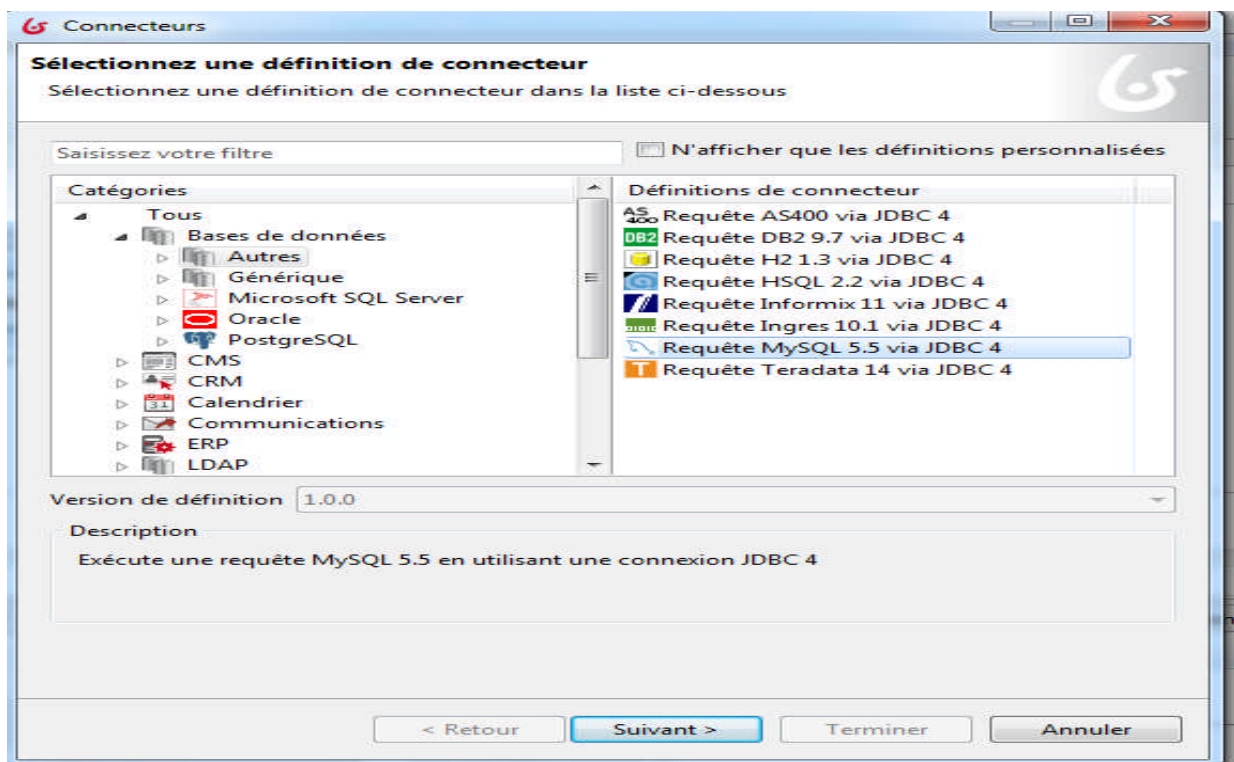 Connecteurs
Sélectionnez une définition de connecteur
Sélectionnez une définition de connecteur dans la liste ci-dessous
Saisissez votre filtre
N'afficher que les définitions personnalisées
Catégories
Tous
Bases de données
Autres
Générique
Microsoft SQL Server
Oracle
PostgreSQL
CMS
CRM
31 Calendrier
Communications
ERP
LDAP
Définitions de connecteur
AS400 Requête AS400 via JDBC 4
DB2 Requête DB2 9.7 via JDBC 4
Requête H2 1.3 via JDBC 4
Requête HSQL 2.2 via JDBC 4
Requête Informix 11 via JDBC 4
Requête Ingres 10.1 via JDBC 4
Requête MySQL 5.5 via JDBC 4
T Requête Teradata 14 via JDBC 4
Version de définition 1.0.0
Description
Exécute une requête MySQL 5.5 en utilisant une connexion JDBC 4
< Retour
Suivant >
Terminer
Annuler